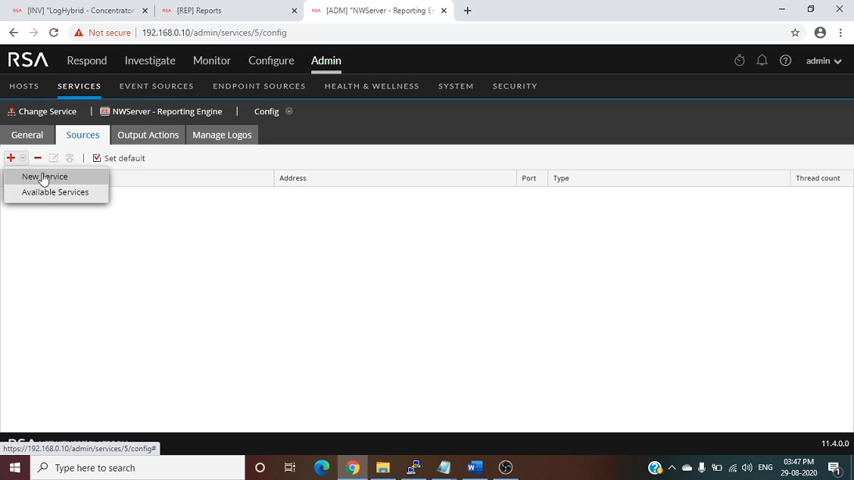 [INV] "LogHybrid - Concentrator
[REP] Reports
[ADM] "NWServer - Reporting En
Not secure
192.168.0.10/admin/services/5/config
RSA Respond Investigate Monitor Configure Admin admin
HOSTS SERVICES EVENT SOURCES ENDPOINT SOURCES HEALTH & WELLNESS SYSTEM SECURITY
Change Service | NWServer - Reporting Engine | Config
General Sources Output Actions Manage Logos
Set default
Address Port Type Thread count
New Service
Available Services
https://192.168.0.10/admin/services/5/config#
11.4.0.0
Type here to search
ENG
03:47 PM
29-08-2020